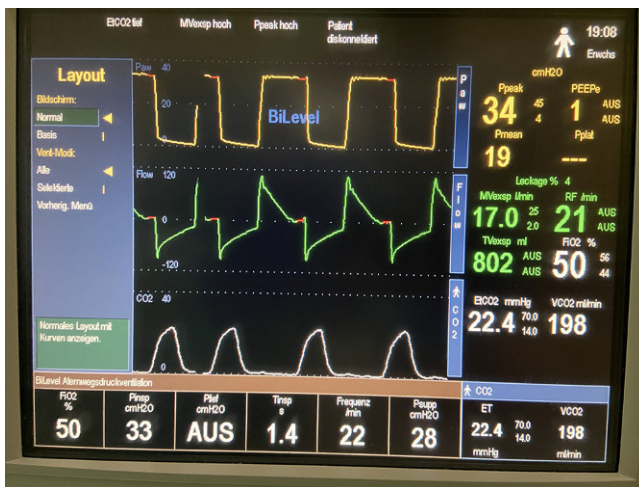 EtCO2 tief MVexsp hoch Ppeak hoch Patient diskonnektiert
19:08
Erwchs
Layout
Bildschirm:
Normal
Basis
Vent-Modi:
Alle
Selektierte
Vorherig. Menü
Normales Layout mit
Kurven anzeigen.
Paw 40
20
0
BiLevel
Paw
Flow 120
0
-120
Flow
CO2 40
0
CO2
cmH2O
Ppeak PEEPe
34 45 4 1 AUS AUS
Pmean Pplat
19 ---
Leckage % 4
MVexsp l/min RF /min
17.0 25 2.0 21 AUS AUS
TVexsp ml FiO2 %
802 AUS AUS 50 56 44
EtCO2 mmHg VCO2 ml/min
22.4 70.0 14.0 198
BiLevel Atemwegsdruckventilation
FiO2 % Pinsp cmH2O Ptief cmH2O Tinsp s Frequenz /min Psupp cmH2O
50 33 AUS 1.4 22 28
CO2
ET VCO2
22.4 70.0 14.0 198
mmHg ml/min